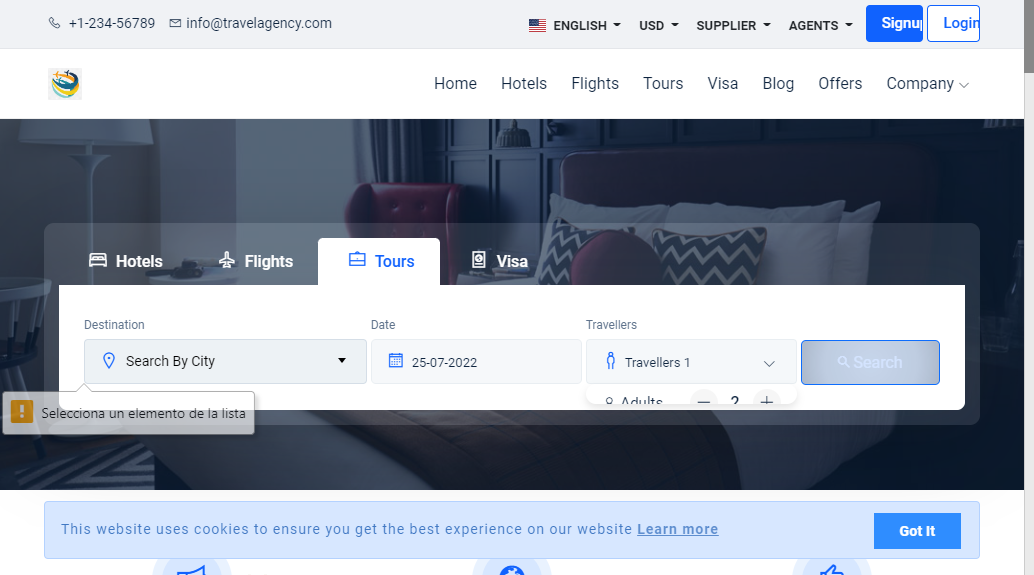 +1-234-56789 info@travelagency.com ENGLISH USD SUPPLIER AGENTS Signup Login
Home Hotels Flights Tours Visa Blog Offers Company
Hotels Flights Tours Visa
Destination Date Travellers
Search By City 25-07-2022 Travellers 1 Search
Adults 2
Selecciona un elemento de la lista
This website uses cookies to ensure you get the best experience on our website Learn more Got It